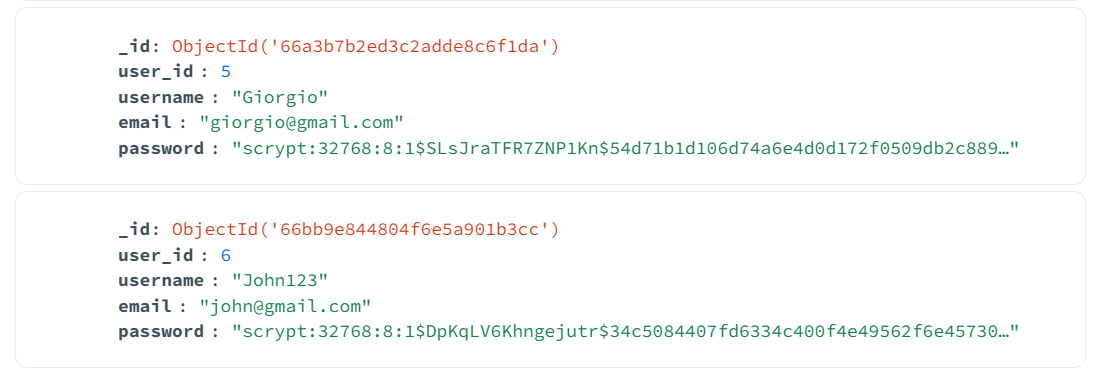 _id: ObjectId('66a3b7b2ed3c2adde8c6f1da')
user_id : 5
username : "Giorgio"
email : "giorgio@gmail.com"
password : "scrypt:32768:8:1$SLsJraTFR7ZNP1Kn$54d71b1d106d74a6e4d0d172f0509db2c889…"
_id: ObjectId('66bb9e844804f6e5a901b3cc')
user_id : 6
username : "John123"
email : "john@gmail.com"
password : "scrypt:32768:8:1$DpKqLV6Khngejutr$34c5084407fd6334c400f4e49562f6e45730…"